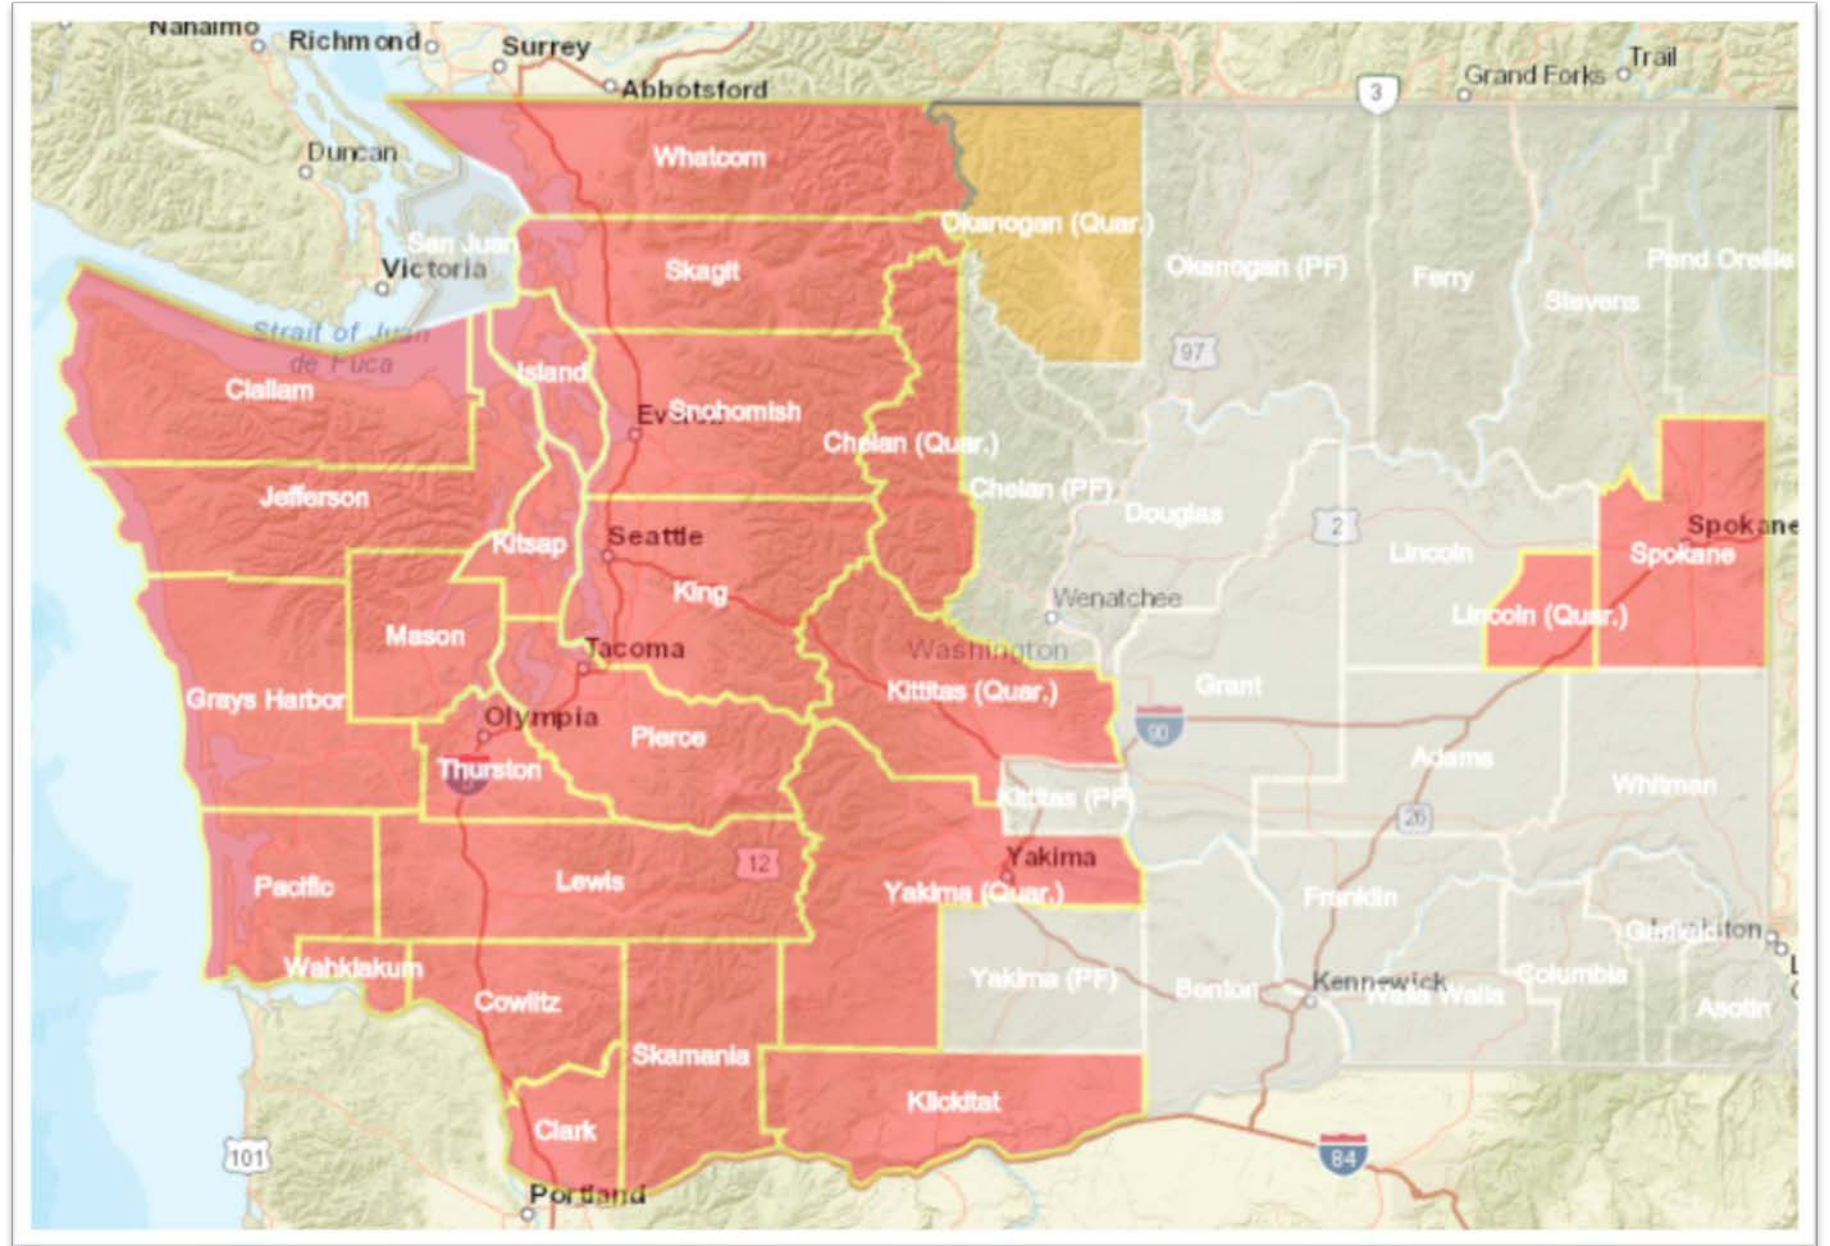 Nanaimo
Richmond
Surrey
Abbotsford
Trail
Grand Forks
3
Duncan
Whatcom
Okanogan (Quar.)
San Juan
Victoria
Skagit
Okanogan (PF)
Ferry
Pend Oreille
Stevens
Strait of Juan
de Fuca
97
Island
Clallam
Snohomish
Chelan (Quar.)
Chelan (PF)
Jefferson
Douglas
2
Spokane
Seattle
Kitsap
Lincoln
Spokane
King
Wenatchee
Lincoln (Quar.)
Mason
Tacoma
Washington
Grays Harbor
Kittitas (Quar.)
Grant
Olympia
Pierce
90
Thurston
Adams
Whitman
Kittitas (PF)
26
12
Yakima
Pacific
Lewis
Yakima (Quar.)
Franklin
Wahkiakum
Yakima (PF)
Benton
Kennewick
Columbia
Walla Walla
Cowlitz
Asotin
Skamania
Klickitat
Clark
101
84
Portland